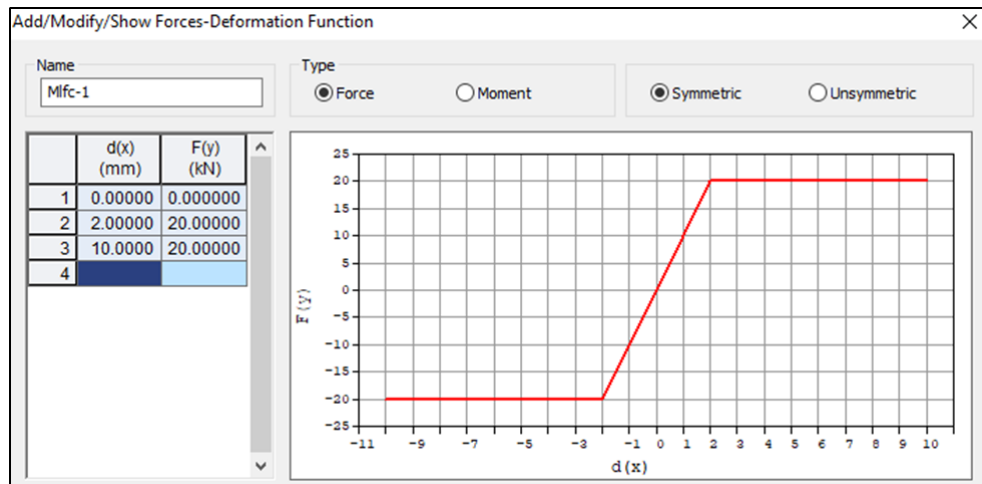 Add/Modify/Show Forces-Deformation Function
Name
Mlfc-1
Type
Force
Moment
Symmetric
Unsymmetric
d(x) F(y)
(mm) (kN)
1 0.00000 0.000000
2 2.00000 20.00000
3 10.0000 20.00000
4
25
20
15
10
5
0
-5
-10
-15
-20
-25
F(y)
-11 -9 -7 -5 -3 -1 0 1 2 3 4 5 6 7 8 9 10
d(x)